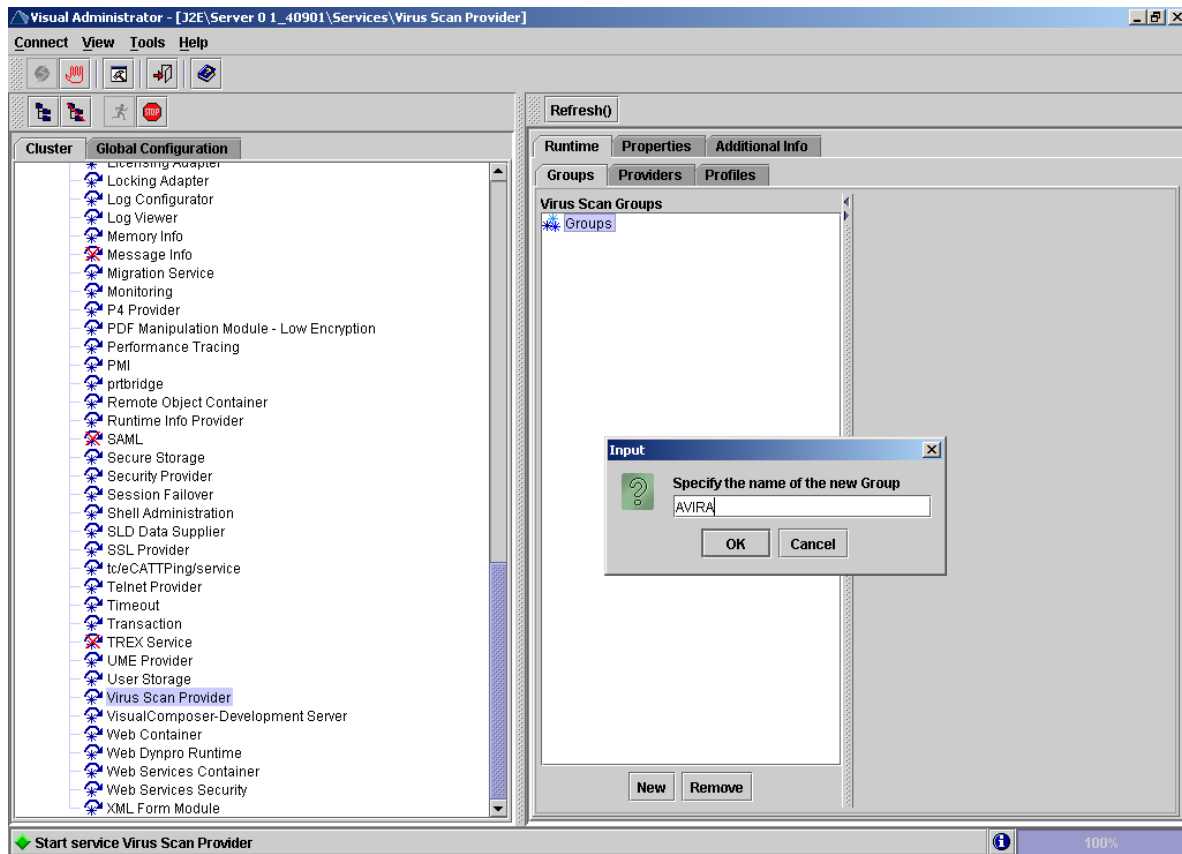 Visual Administrator - [J2E\Server 0 1_40901\Services\Virus Scan Provider]
Connect View Tools Help
Cluster Global Configuration
Licensing Adapter
Locking Adapter
Log Configurator
Log Viewer
Memory Info
Message Info
Migration Service
Monitoring
P4 Provider
PDF Manipulation Module - Low Encryption
Performance Tracing
PMI
prtbridge
Remote Object Container
Runtime Info Provider
SAML
Secure Storage
Security Provider
Session Failover
Shell Administration
SLD Data Supplier
SSL Provider
tc/eCATTPing/service
Telnet Provider
Timeout
Transaction
TREX Service
UME Provider
User Storage
Virus Scan Provider
VisualComposer-Development Server
Web Container
Web Dynpro Runtime
Web Services Container
Web Services Security
XML Form Module
Refresh()
Runtime Properties Additional Info
Groups Providers Profiles
Virus Scan Groups
Groups
Input
Specify the name of the new Group
AVIRA
OK Cancel
New Remove
Start service Virus Scan Provider
100%
STOP